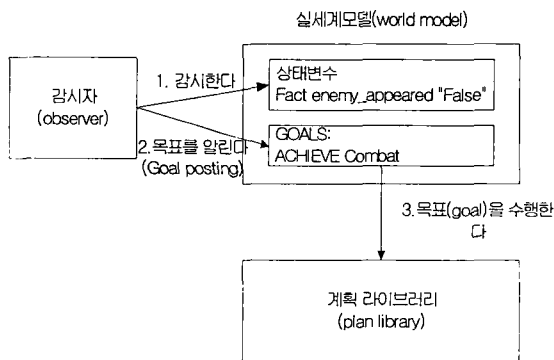 실세계모델(world model)
감시자
(observer)
1. 감시한다
상태변수
Fact enemy_appeared "False"
2.목표를 알린다
(Goal posting)
GOALS:
ACHIEVE Combat
3.목표(goal)을 수행한
다
계획 라이브러리
(plan library)